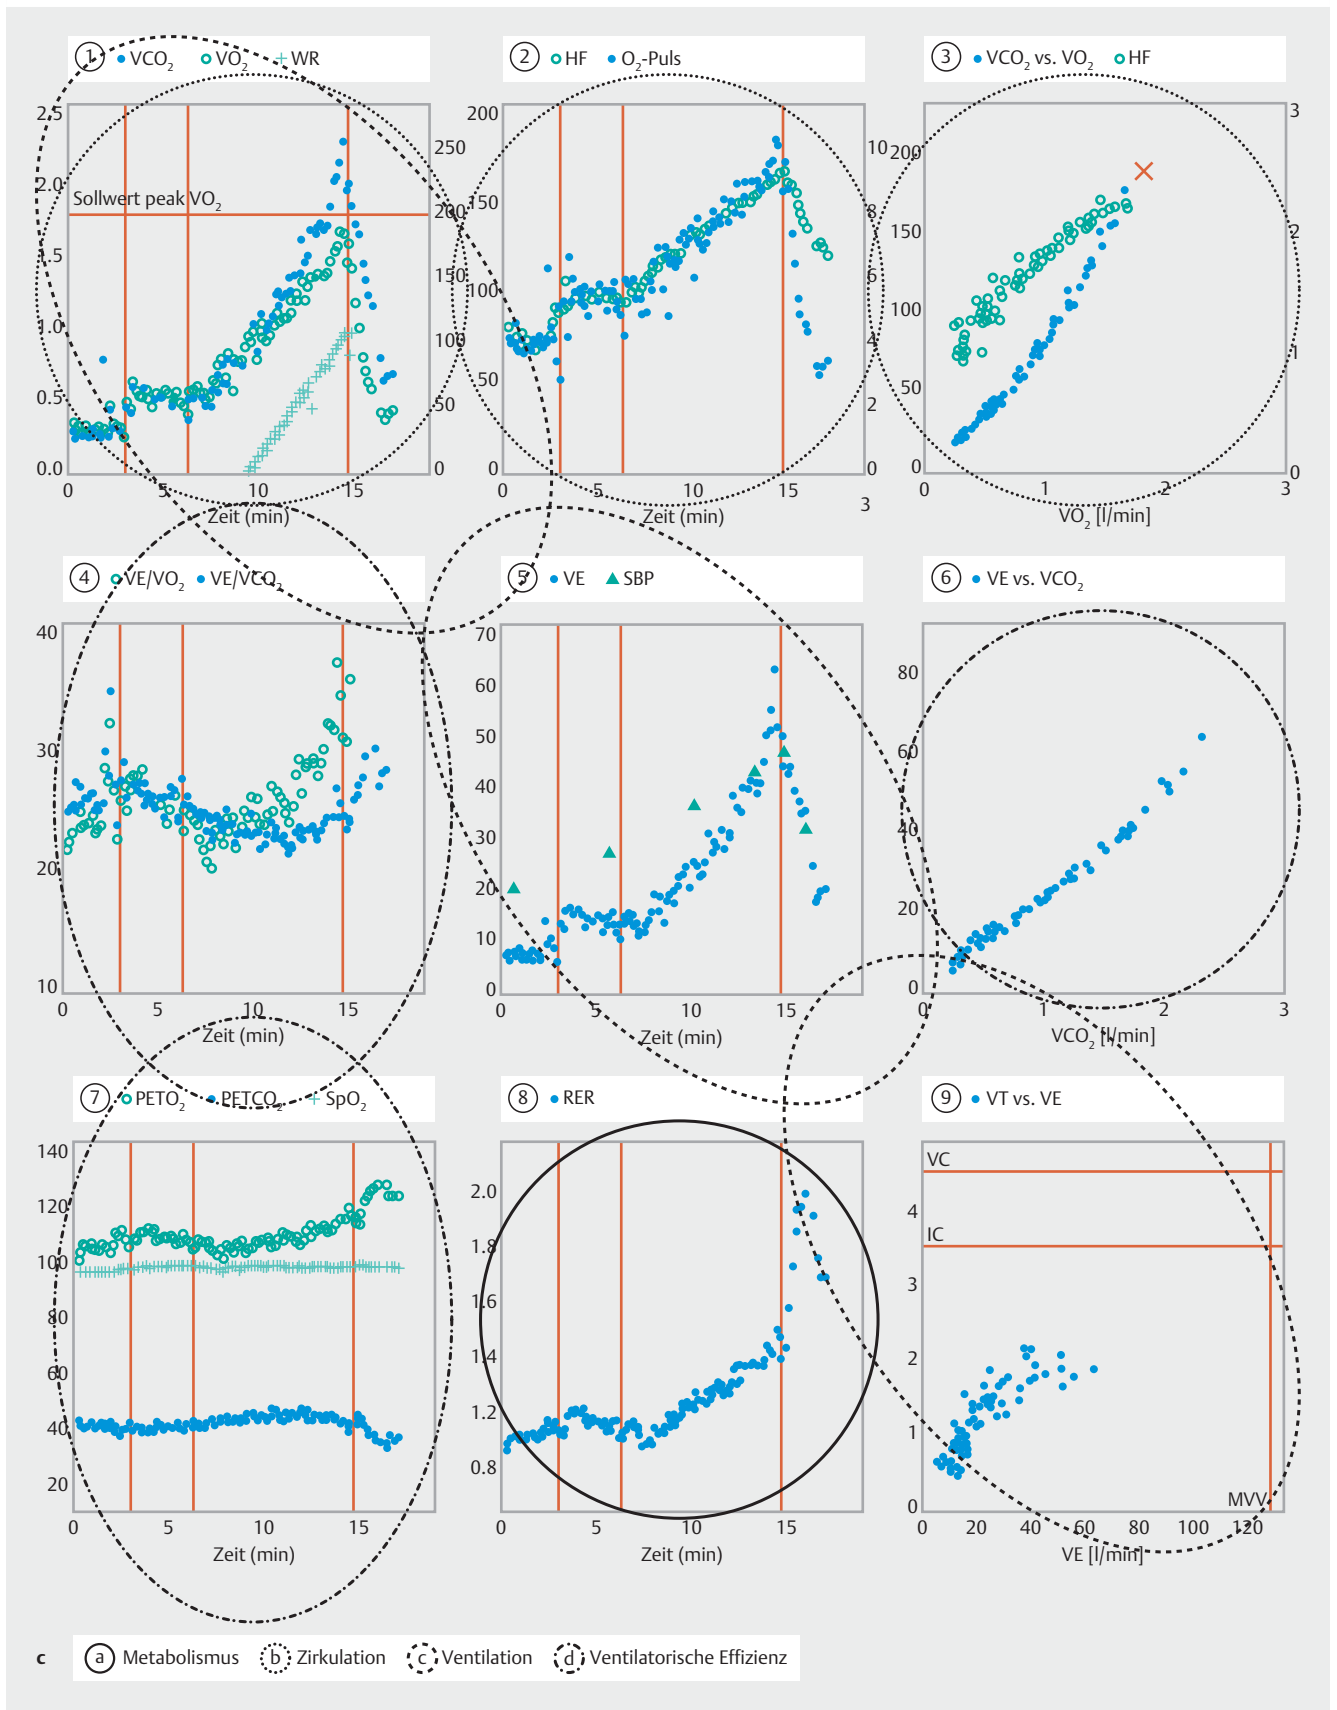 1 VCO2 VO2 WR
2.5
2.0
1.5
1.0
0.5
0.0
Sollwert peak VO2
250
200
150
100
50
0
0 5 10 15
Zeit (min)
2 HF O2-Puls
200
150
100
50
0
10
8
6
4
2
0
0 5 10 15 3
Zeit (min)
3 VCO2 vs. VO2 HF
200
150
100
50
0
3
2
1
0
0 1 2 3
VO2 [l/min]
4 VE/VO2 VE/VCO2
40
30
20
10
0 5 10 15
Zeit (min)
5 VE SBP
70
60
50
40
30
20
10
0
0 5 10 15
Zeit (min)
6 VE vs. VCO2
80
60
40
20
0
0 1 2 3
VCO2 [l/min]
7 PETO2 PETCO2 SpO2
140
120
100
80
60
40
20
0 5 10 15
Zeit (min)
8 RER
2.0
1.8
1.6
1.4
1.2
0.8
0 5 10 15
Zeit (min)
9 VT vs. VE
VC
4
IC
3
2
1
0
MVV
0 20 40 60 80 100 120
VE [l/min]
c a Metabolismus b Zirkulation c Ventilation d Ventilatorische Effizienz